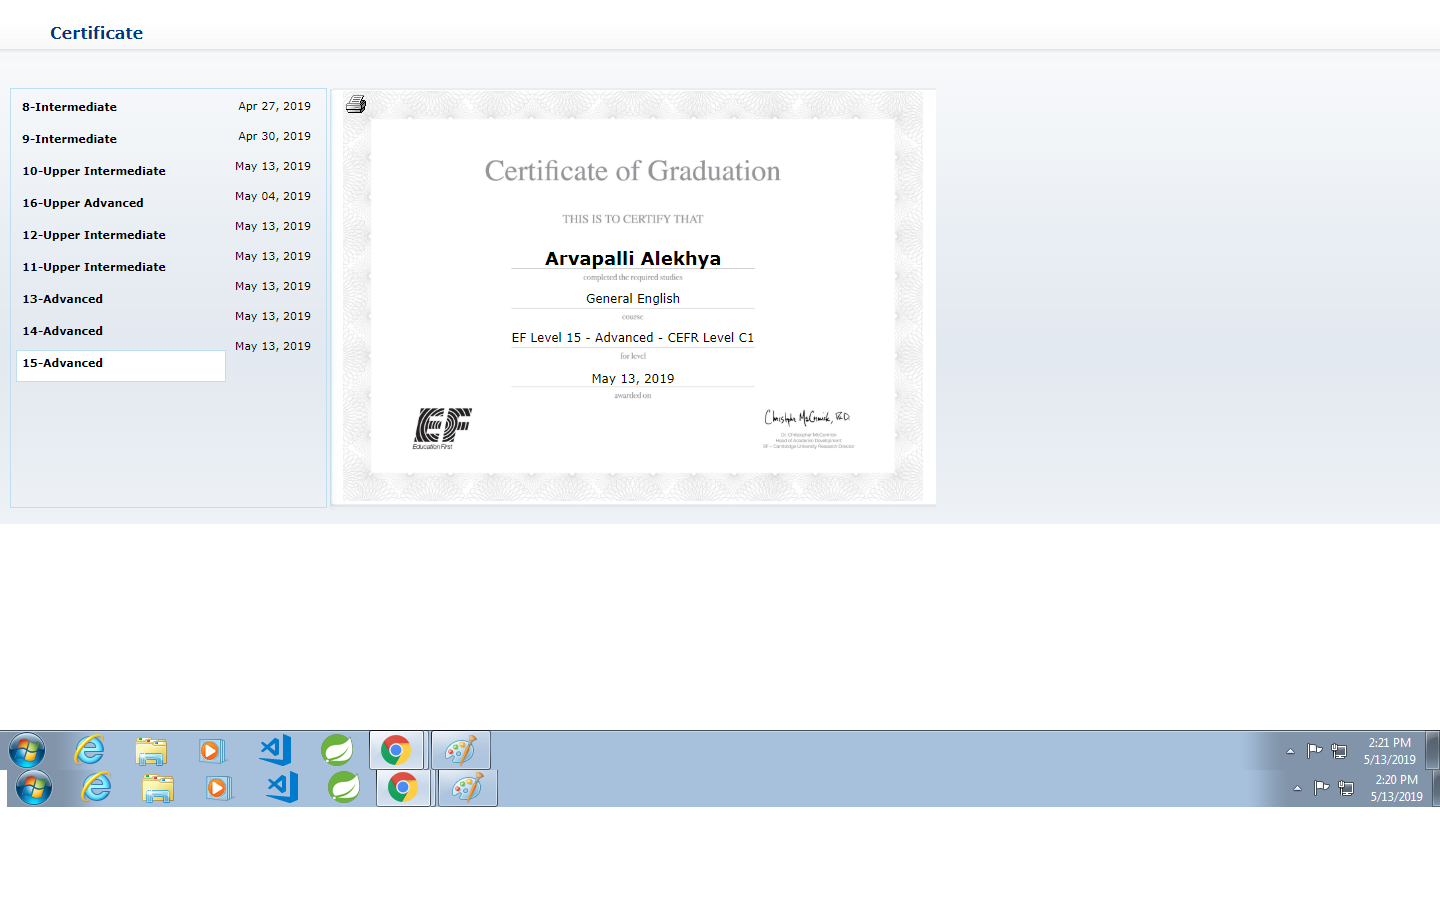 Certificate
8-Intermediate Apr 27, 2019
9-Intermediate Apr 30, 2019
10-Upper Intermediate May 13, 2019
16-Upper Advanced May 04, 2019
12-Upper Intermediate May 13, 2019
11-Upper Intermediate May 13, 2019
13-Advanced May 13, 2019
14-Advanced May 13, 2019
15-Advanced May 13, 2019
Certificate of Graduation
THIS IS TO CERTIFY THAT
Arvapalli Alekhya
completed the required studies
General English
course
EF Level 15 - Advanced - CEFR Level C1
for level
May 13, 2019
awarded on
EF
Education First
Christopher McCormick, Ph.D.
Dr. Christopher McCormick
Head of Academic Development
EF – Cambridge University Research Director
2:21 PM
5/13/2019
2:20 PM
5/13/2019